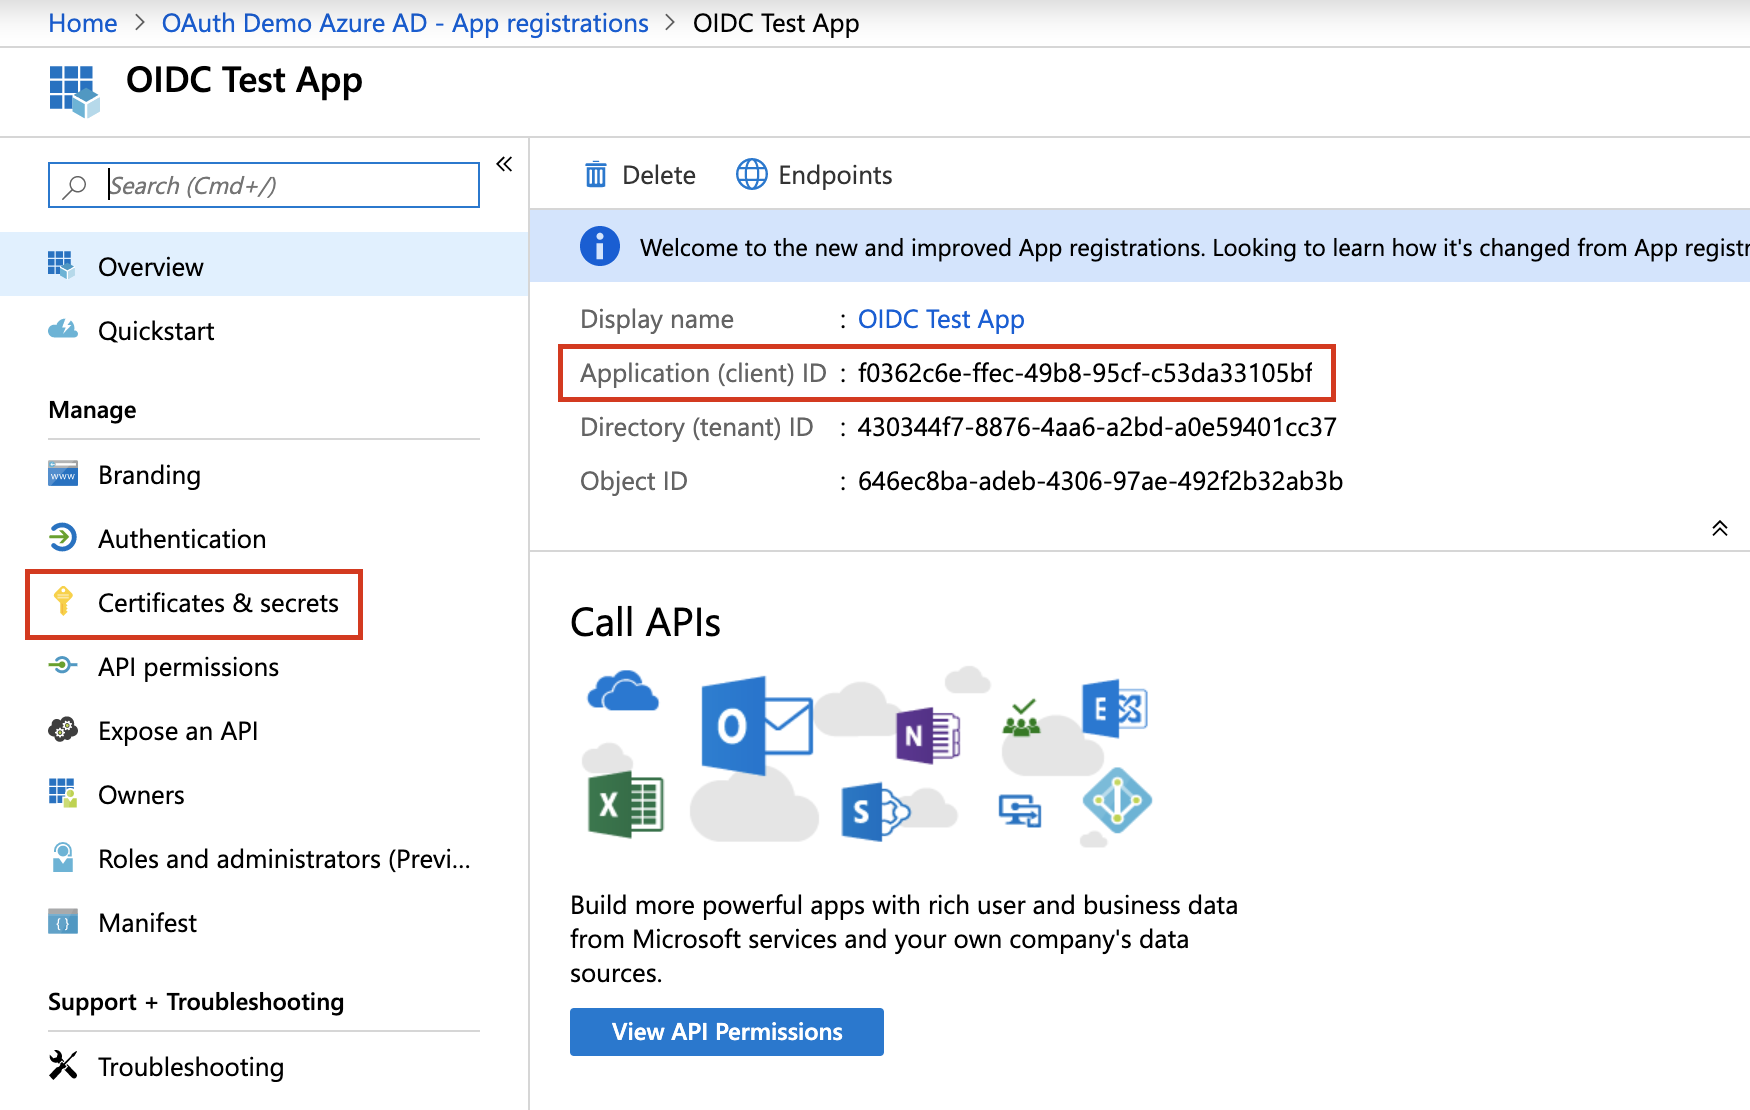 Home > OAuth Demo Azure AD - App registrations > OIDC Test App
OIDC Test App
Search (Cmd+/)
«
Overview
Quickstart
Manage
www
Branding
Authentication
Certificates & secrets
API permissions
Expose an API
Owners
Roles and administrators (Previ...
{}
Manifest
Support + Troubleshooting
Troubleshooting
Delete
Endpoints
Welcome to the new and improved App registrations. Looking to learn how it's changed from App registr
Display name : OIDC Test App
Application (client) ID : f0362c6e-ffec-49b8-95cf-c53da33105bf
Directory (tenant) ID : 430344f7-8876-4aa6-a2bd-a0e59401cc37
Object ID : 646ec8ba-adeb-4306-97ae-492f2b32ab3b
Call APIs
O
N
E
X
S
Build more powerful apps with rich user and business data
from Microsoft services and your own company's data
sources.
View API Permissions